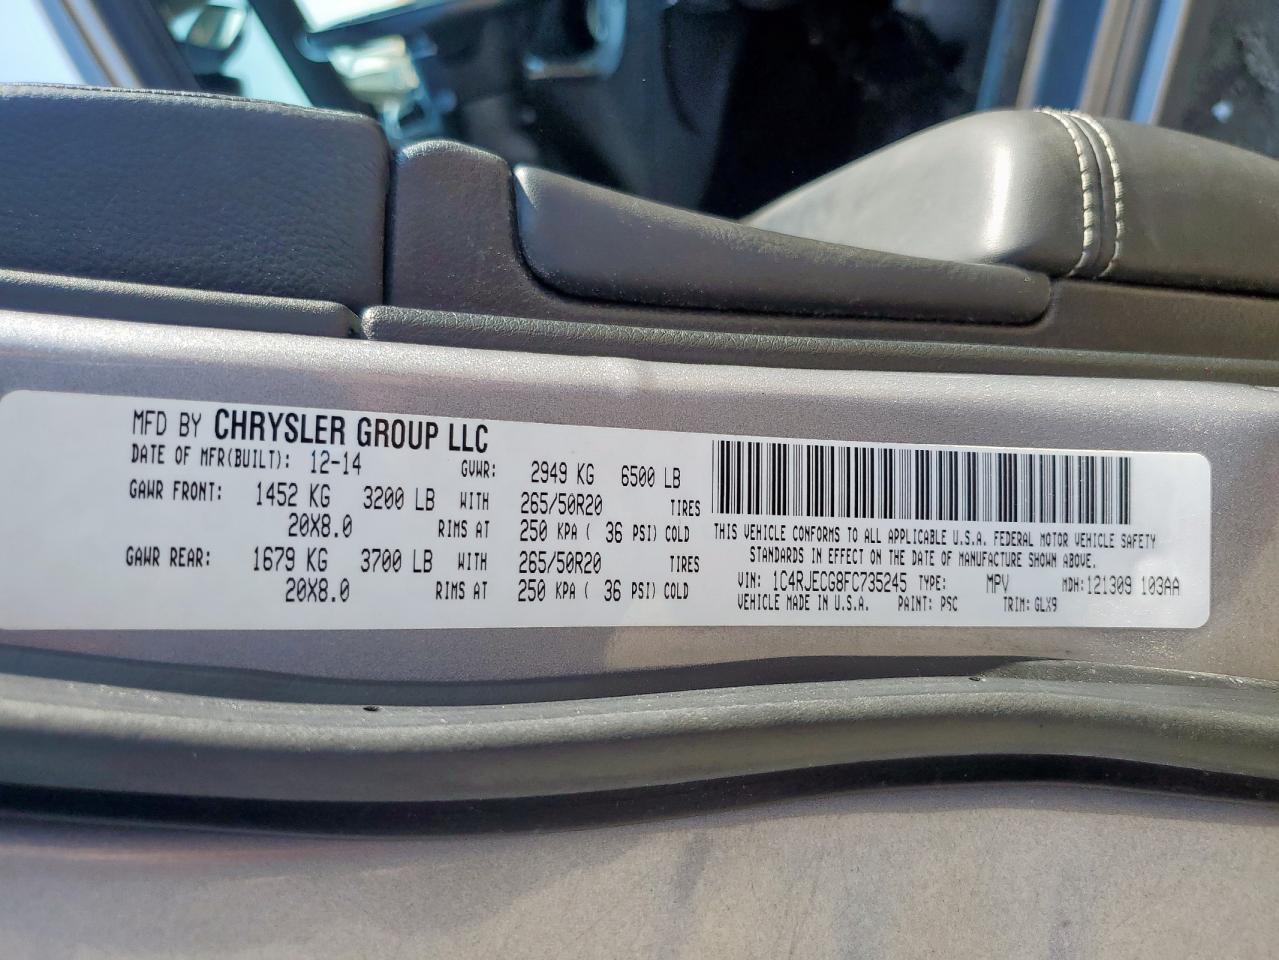 MFD BY CHRYSLER GROUP LLC
DATE OF MFR(BUILT): 12-14 GVWR: 2949 KG 6500 LB
GAWR FRONT: 1452 KG 3200 LB WITH 265/50R20 TIRES
20X8.0 RIMS AT 250 KPA ( 36 PSI) COLD
GAWR REAR: 1679 KG 3700 LB WITH 265/50R20 TIRES
20X8.0 RIMS AT 250 KPA ( 36 PSI) COLD
THIS VEHICLE CONFORMS TO ALL APPLICABLE U.S.A. FEDERAL MOTOR VEHICLE SAFETY
STANDARDS IN EFFECT ON THE DATE OF MANUFACTURE SHOWN ABOVE.
VIN: 1C4RJECG8FC735245 TYPE: MPV MDH:121309 103AA
VEHICLE MADE IN U.S.A. PAINT: PSC TRIM: GLX9